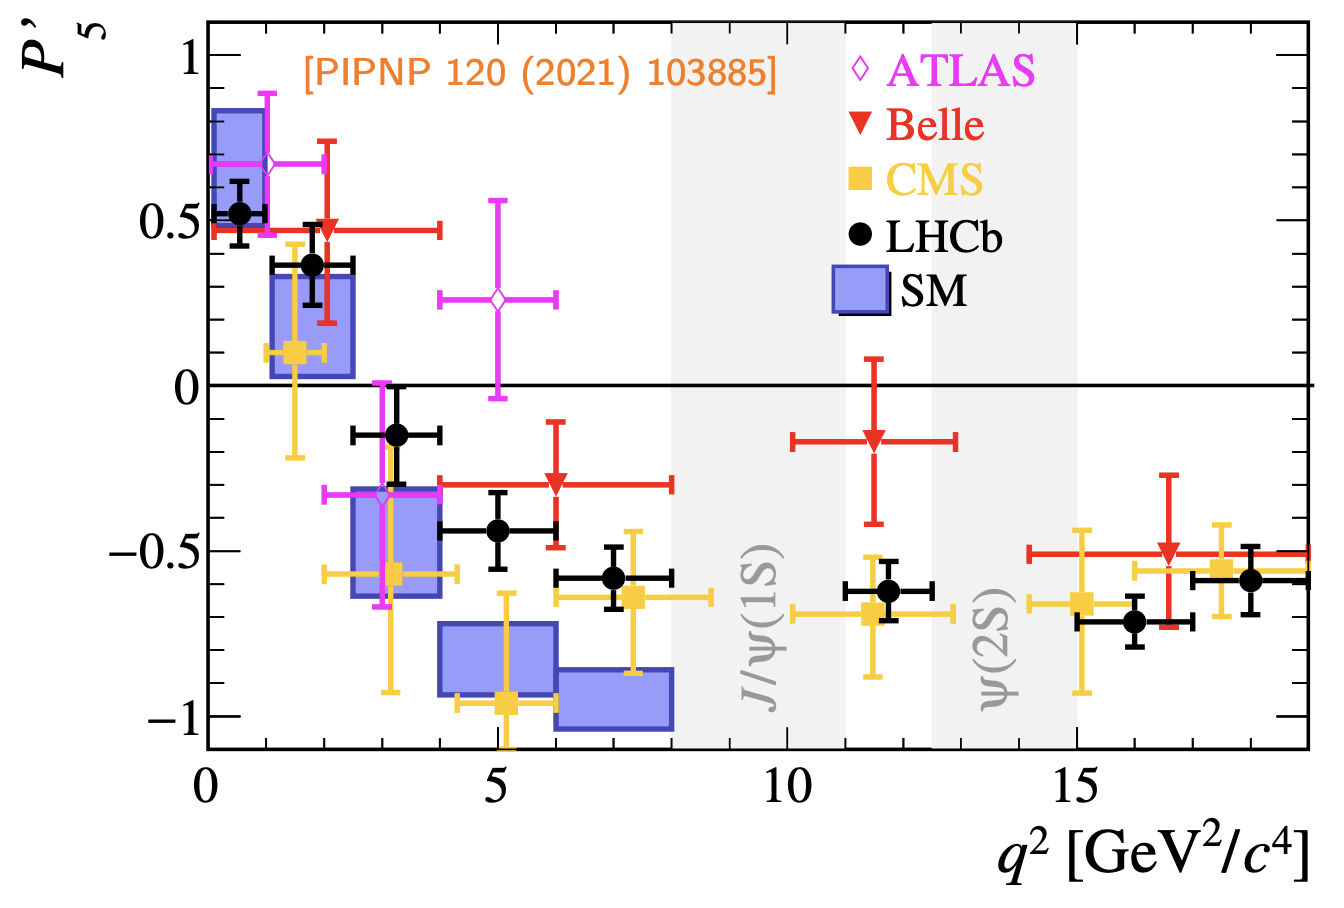 P₅’
1
[PIPNP 120 (2021) 103885]
ATLAS
Belle
CMS
LHCb
SM
0.5
0
−0.5
−1
J/ψ(1S)
ψ(2S)
0 5 10 15
q² [GeV²/c⁴]